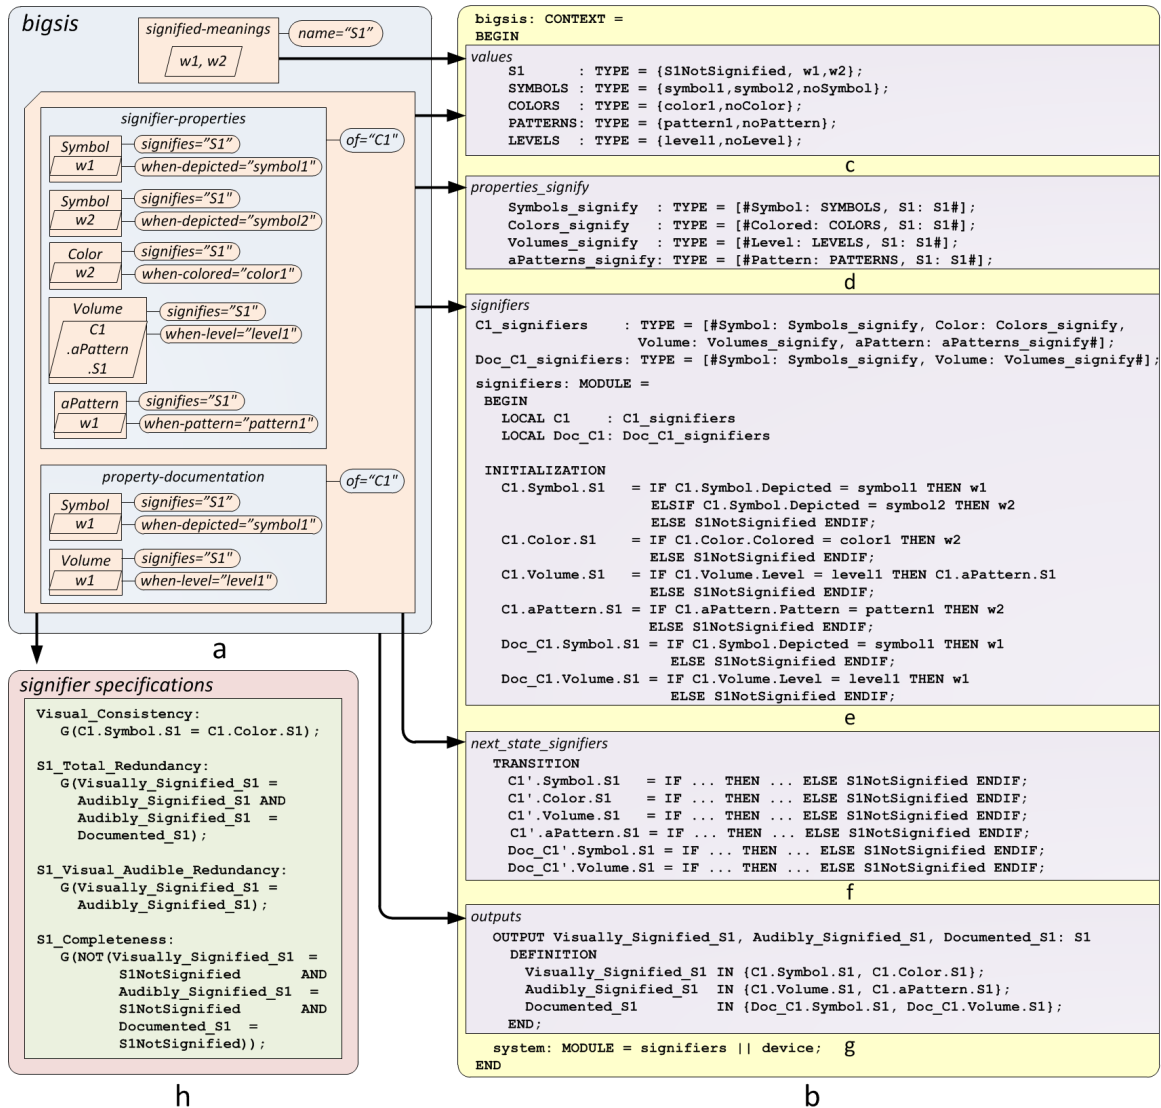 bigsis
signified-meanings
name="S1"
w1, w2
signifier-properties
of="C1"
Symbol
signifies="S1"
w1
when-depicted="symbol1"
Symbol
signifies="S1"
w2
when-depicted="symbol2"
Color
signifies="S1"
w2
when-colored="color1"
Volume
signifies="S1"
C1
.aPattern
.S1
when-level="level1"
aPattern
signifies="S1"
w1
when-pattern="pattern1"
property-documentation
of="C1"
Symbol
signifies="S1"
w1
when-depicted="symbol1"
Volume
signifies="S1"
w1
when-level="level1"
a
signifier specifications
Visual_Consistency:
G(C1.Symbol.S1 = C1.Color.S1);
S1_Total_Redundancy:
G(Visually_Signified_S1 =
Audibly_Signified_S1 AND
Audibly_Signified_S1 =
Documented_S1);
S1_Visual_Audible_Redundancy:
G(Visually_Signified_S1 =
Audibly_Signified_S1);
S1_Completeness:
G(NOT(Visually_Signified_S1 =
S1NotSignified AND
Audibly_Signified_S1 =
S1NotSignified AND
Documented_S1 =
S1NotSignified));
h
bigsis: CONTEXT =
BEGIN
values
S1 : TYPE = {S1NotSignified, w1,w2};
SYMBOLS : TYPE = {symbol1,symbol2,noSymbol};
COLORS : TYPE = {color1,noColor};
PATTERNS: TYPE = {pattern1,noPattern};
LEVELS : TYPE = {level1,noLevel};
c
properties_signify
Symbols_signify : TYPE = [#Symbol: SYMBOLS, S1: S1#];
Colors_signify : TYPE = [#Colored: COLORS, S1: S1#];
Volumes_signify : TYPE = [#Level: LEVELS, S1: S1#];
aPatterns_signify: TYPE = [#Pattern: PATTERNS, S1: S1#];
d
signifiers
C1_signifiers : TYPE = [#Symbol: Symbols_signify, Color: Colors_signify,
Volume: Volumes_signify, aPattern: aPatterns_signify#];
Doc_C1_signifiers: TYPE = [#Symbol: Symbols_signify, Volume: Volumes_signify#];
signifiers: MODULE =
BEGIN
LOCAL C1 : C1_signifiers
LOCAL Doc_C1: Doc_C1_signifiers
INITIALIZATION
C1.Symbol.S1 = IF C1.Symbol.Depicted = symbol1 THEN w1
ELSIF C1.Symbol.Depicted = symbol2 THEN w2
ELSE S1NotSignified ENDIF;
C1.Color.S1 = IF C1.Color.Colored = color1 THEN w2
ELSE S1NotSignified ENDIF;
C1.Volume.S1 = IF C1.Volume.Level = level1 THEN C1.aPattern.S1
ELSE S1NotSignified ENDIF;
C1.aPattern.S1 = IF C1.aPattern.Pattern = pattern1 THEN w2
ELSE S1NotSignified ENDIF;
Doc_C1.Symbol.S1 = IF C1.Symbol.Depicted = symbol1 THEN w1
ELSE S1NotSignified ENDIF;
Doc_C1.Volume.S1 = IF C1.Volume.Level = level1 THEN w1
ELSE S1NotSignified ENDIF;
e
next_state_signifiers
TRANSITION
C1'.Symbol.S1 = IF ... THEN ... ELSE S1NotSignified ENDIF;
C1'.Color.S1 = IF ... THEN ... ELSE S1NotSignified ENDIF;
C1'.Volume.S1 = IF ... THEN ... ELSE S1NotSignified ENDIF;
C1'.aPattern.S1 = IF ... THEN ... ELSE S1NotSignified ENDIF;
Doc_C1'.Symbol.S1 = IF ... THEN ... ELSE S1NotSignified ENDIF;
Doc_C1'.Volume.S1 = IF ... THEN ... ELSE S1NotSignified ENDIF;
f
outputs
OUTPUT Visually_Signified_S1, Audibly_Signified_S1, Documented_S1: S1
DEFINITION
Visually_Signified_S1 IN {C1.Symbol.S1, C1.Color.S1};
Audibly_Signified_S1 IN {C1.Volume.S1, C1.aPattern.S1};
Documented_S1 IN {Doc_C1.Symbol.S1, Doc_C1.Volume.S1};
END;
system: MODULE = signifiers || device;
g
END
b